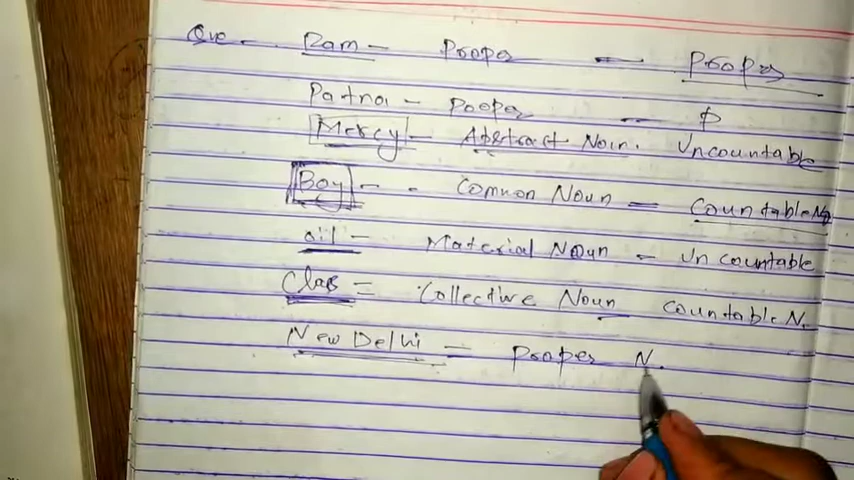 Que. Ram - Proper - Proper
Patna - Proper - P
Mercy - Abstract Noun. Uncountable
Boy - - Common Noun = Countable N.
oil - Material Noun - Uncountable
Class = Collective Noun Countable N.
New Delhi = Proper N.